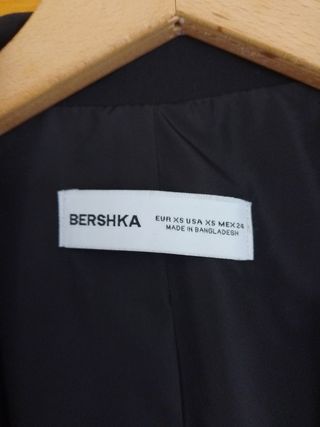 BERSHKA
EUR XS USA XS MEX 24
MADE IN BANGLADESH